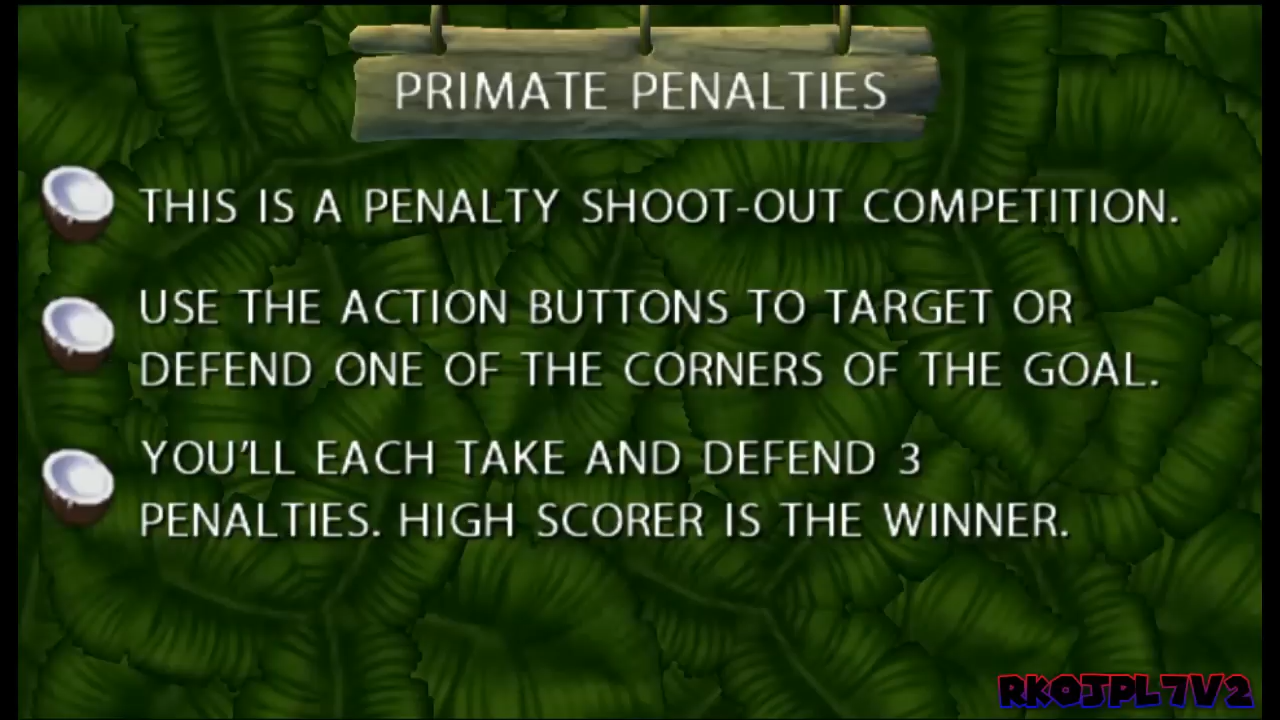 PRIMATE PENALTIES
THIS IS A PENALTY SHOOT-OUT COMPETITION.
USE THE ACTION BUTTONS TO TARGET OR
DEFEND ONE OF THE CORNERS OF THE GOAL.
YOU'LL EACH TAKE AND DEFEND 3
PENALTIES. HIGH SCORER IS THE WINNER.
RKOJPL7V2